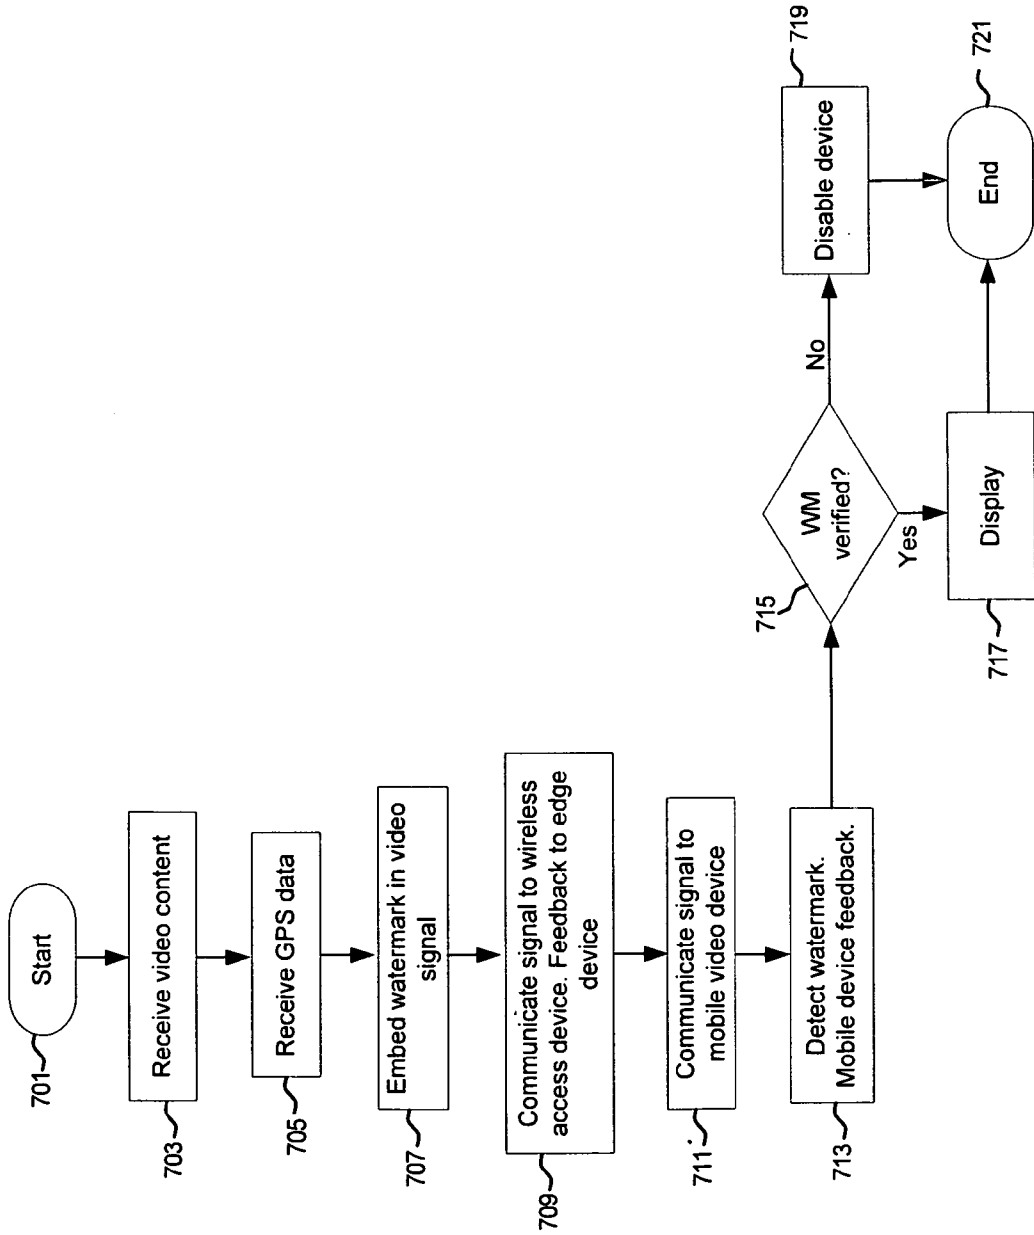 Start
701
Receive video content
703
Receive GPS data
705
Embed watermark in video
signal
707
Communicate signal to wireless
access device. Feedback to edge
device
709
Communicate signal to
mobile video device
711
Detect watermark.
Mobile device feedback.
713
WM
verified?
715
No
Yes
Disable device
719
Display
717
End
721